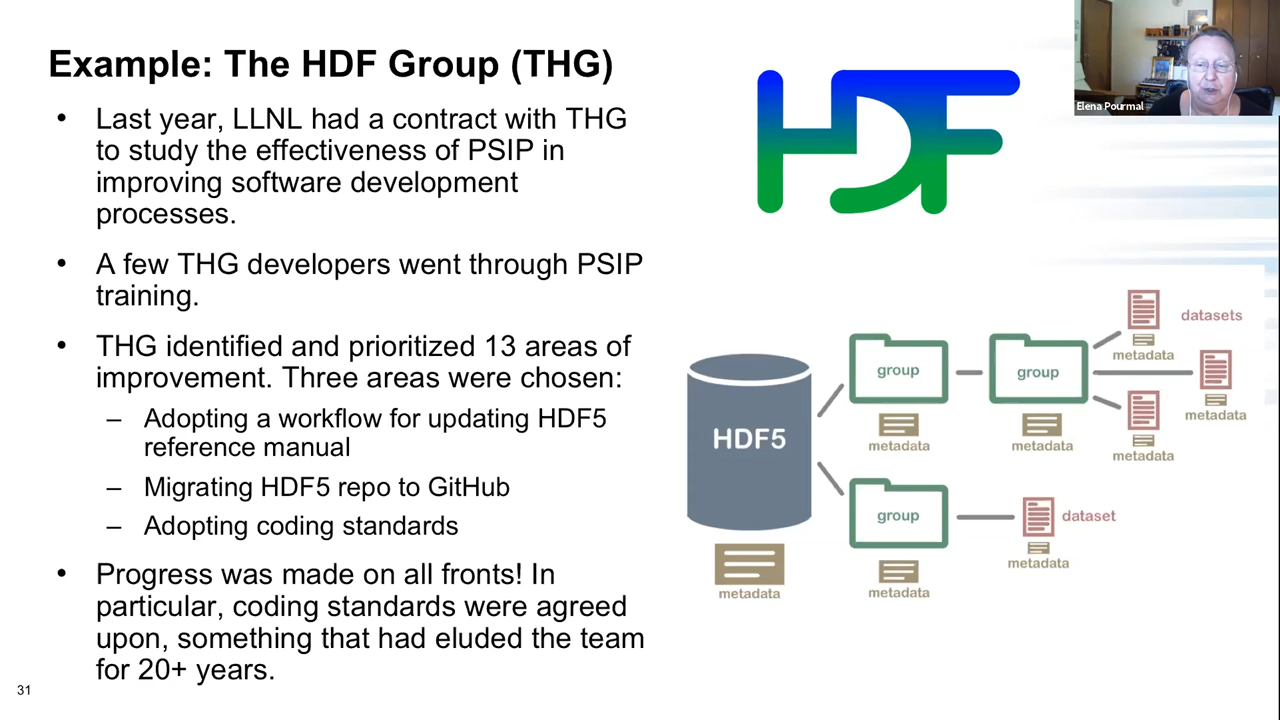 Example: The HDF Group (THG)
• Last year, LLNL had a contract with THG
to study the effectiveness of PSIP in
improving software development
processes.
• A few THG developers went through PSIP
training.
• THG identified and prioritized 13 areas of
improvement. Three areas were chosen:
– Adopting a workflow for updating HDF5
reference manual
– Migrating HDF5 repo to GitHub
– Adopting coding standards
• Progress was made on all fronts! In
particular, coding standards were agreed
upon, something that had eluded the team
for 20+ years.
31
HDF
Elena Pourmal
datasets
metadata
group
group
metadata
metadata
metadata
metadata
HDF5
metadata
group
dataset
metadata
metadata
metadata